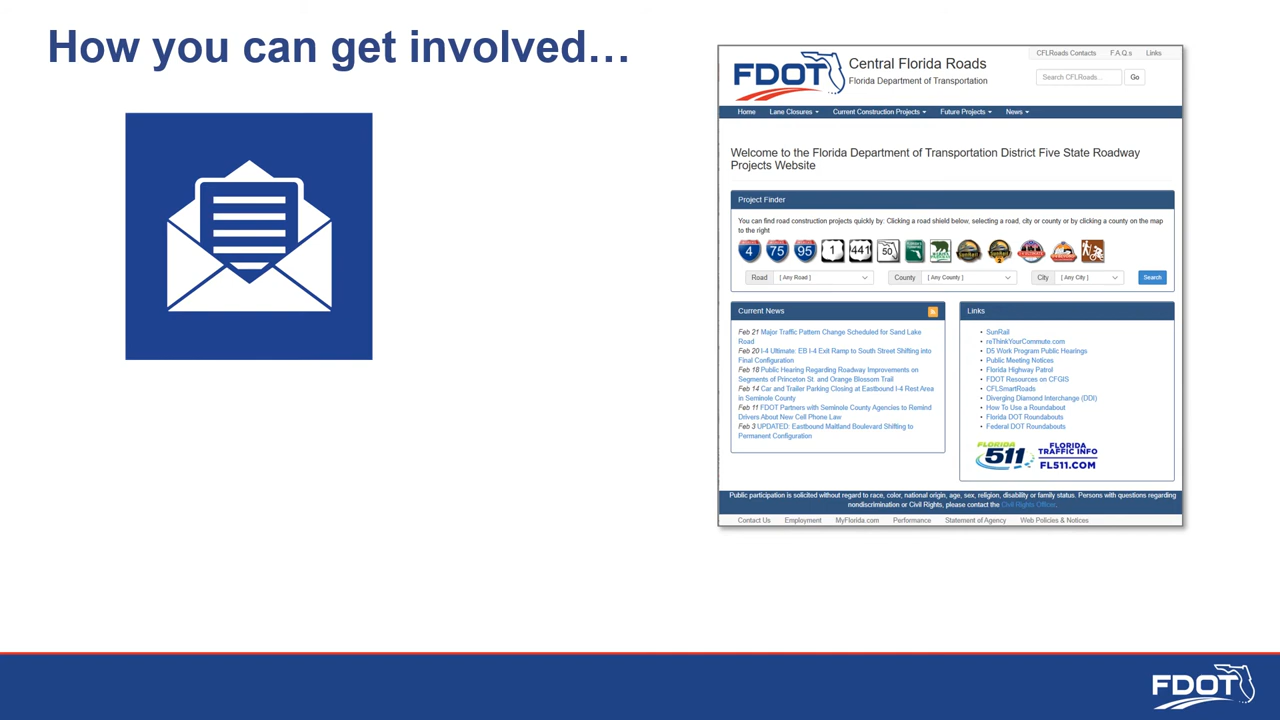 How you can get involved…
FDOT
Central Florida Roads
Florida Department of Transportation
CFLRoads Contacts F.A.Q.s Links
Search CFLRoads... Go
Home Lane Closures Current Construction Projects Future Projects News
Welcome to the Florida Department of Transportation District Five State Roadway
Projects Website
Project Finder
You can find road construction projects quickly by: Clicking a road shield below, selecting a road, city or county or by clicking a county on the map
to the right
4 75 95 1 441 50
Road [ Any Road ] County [ Any County ] City [ Any City ] Search
Current News
Feb 21 Major Traffic Pattern Change Scheduled for Sand Lake
Road
Feb 20 I-4 Ultimate: EB I-4 Exit Ramp to South Street Shifting into
Final Configuration
Feb 18 Public Hearing Regarding Roadway Improvements on
Segments of Princeton St. and Orange Blossom Trail
Feb 14 Car and Trailer Parking Closing at Eastbound I-4 Rest Area
in Seminole County
Feb 11 FDOT Partners with Seminole County Agencies to Remind
Drivers About New Cell Phone Law
Feb 3 UPDATED: Eastbound Maitland Boulevard Shifting to
Permanent Configuration
Links
• SunRail
• reThinkYourCommute.com
• D5 Work Program Public Hearings
• Public Meeting Notices
• Florida Highway Patrol
• FDOT Resources on CFGIS
• CFLSmartRoads
• Diverging Diamond Interchange (DDI)
• How To Use a Roundabout
• Florida DOT Roundabouts
• Federal DOT Roundabouts
FLORIDA
511
FLORIDA
TRAFFIC INFO
FL511.COM
Public participation is solicited without regard to race, color, national origin, age, sex, religion, disability or family status. Persons with questions regarding
nondiscrimination or Civil Rights, please contact the Civil Rights Officer.
Contact Us Employment MyFlorida.com Performance Statement of Agency Web Policies & Notices
FDOT